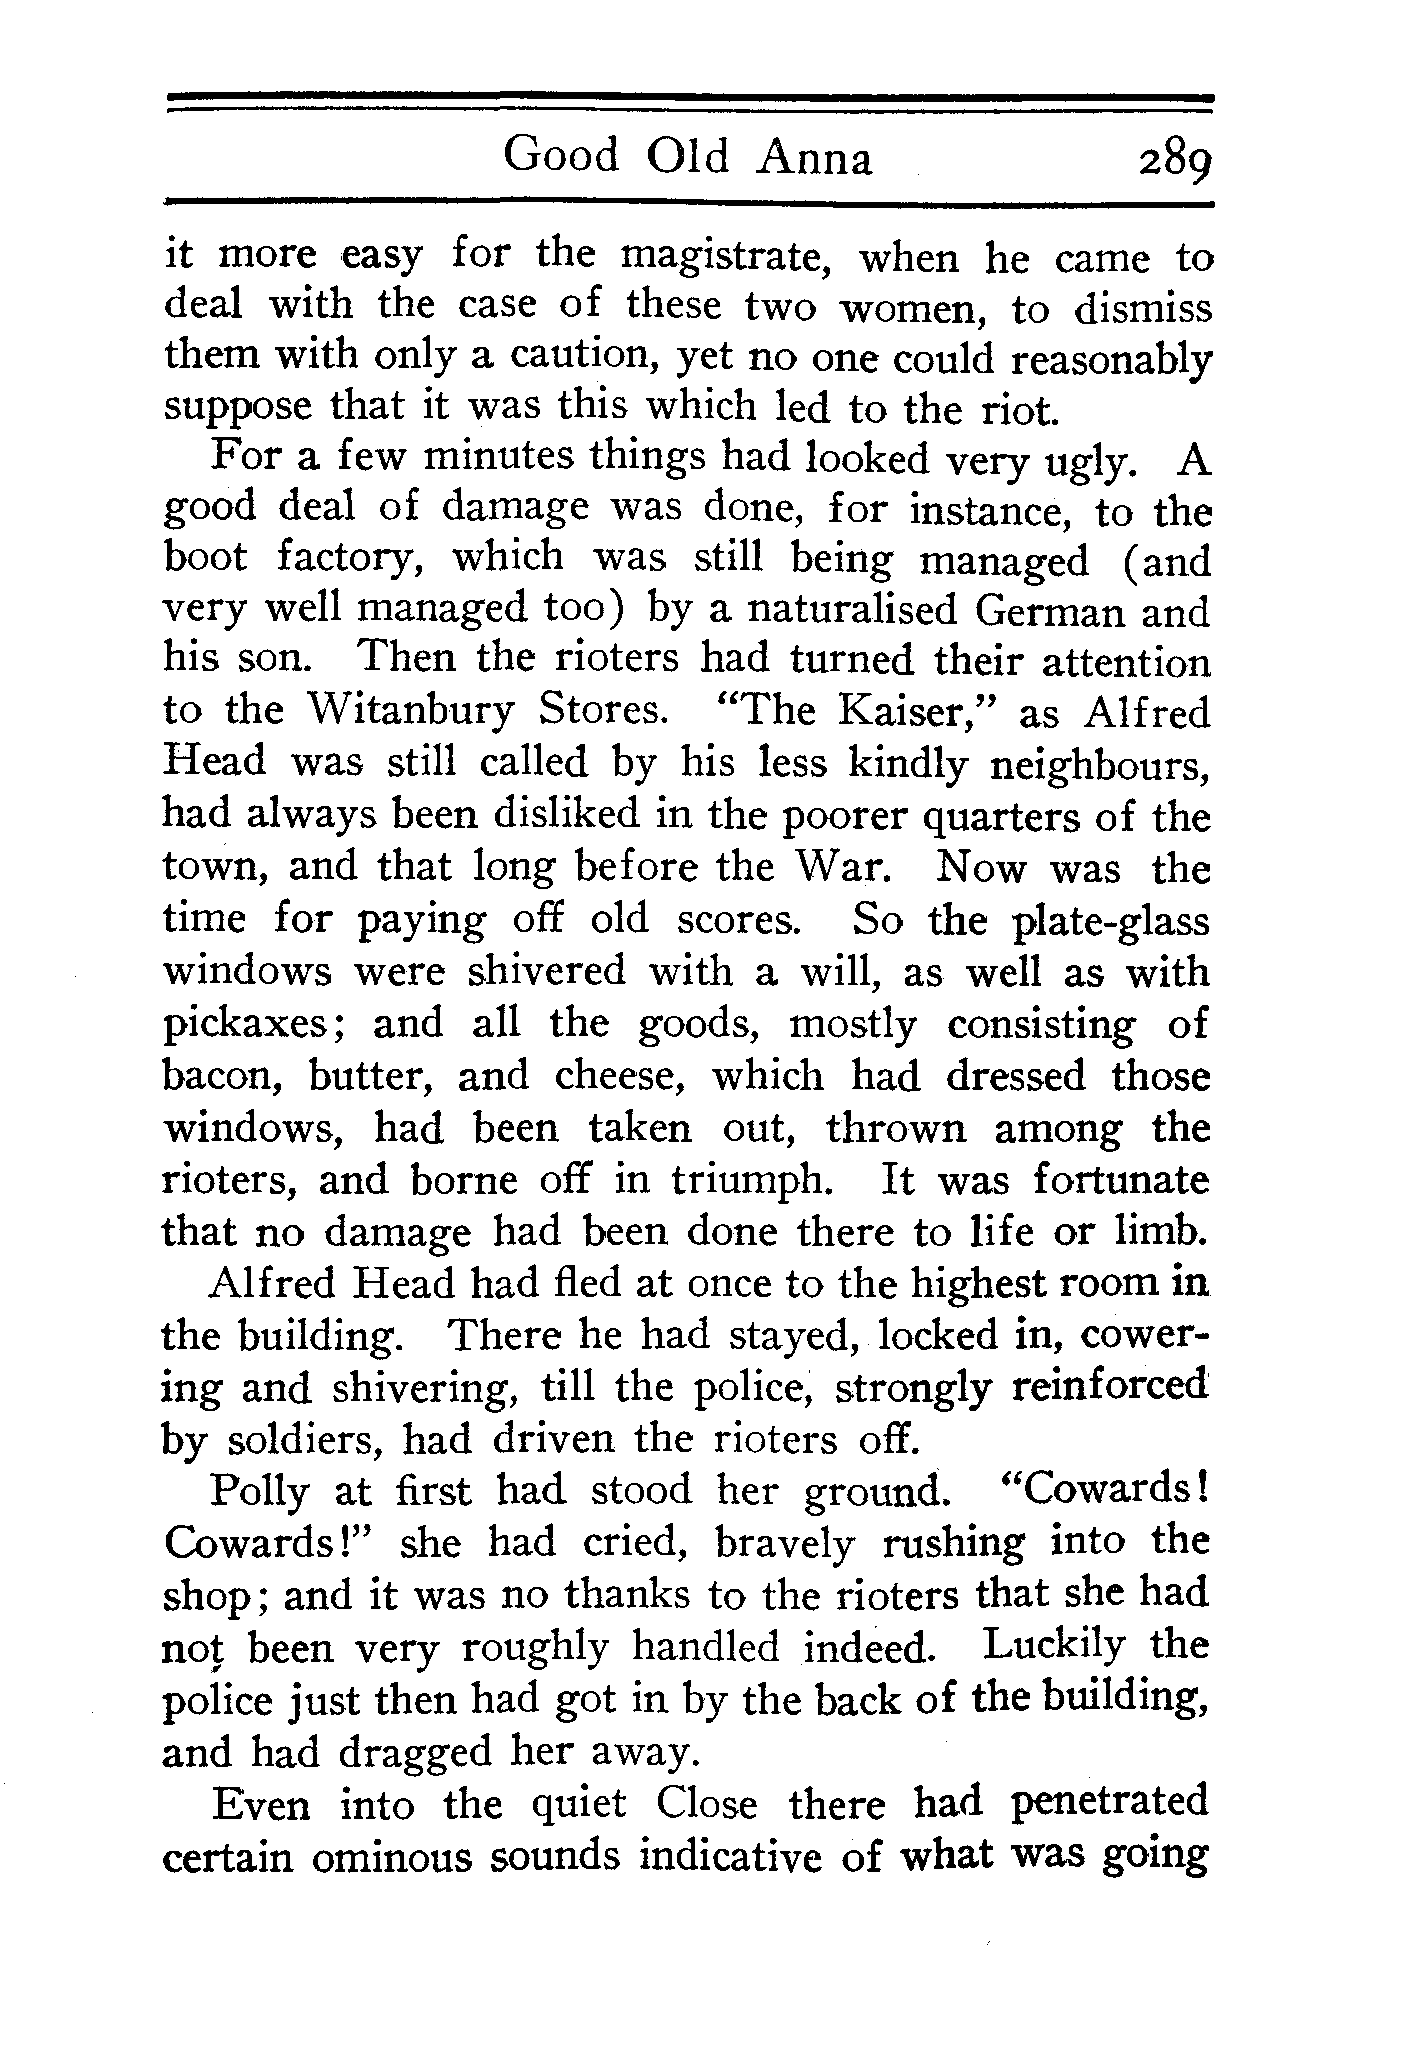 Good Old Anna 289
it more easy for the magistrate, when he came to
deal with the case of these two women, to dismiss
them with only a caution, yet no one could reasonably
suppose that it was this which led to the riot.
For a few minutes things had looked very ugly. A
good deal of damage was done, for instance, to the
boot factory, which was still being managed (and
very well managed too) by a naturalised German and
his son. Then the rioters had turned their attention
to the Witanbury Stores. “The Kaiser,” as Alfred
Head was still called by his less kindly neighbours,
had always been disliked in the poorer quarters of the
town, and that long before the War. Now was the
time for paying off old scores. So the plate-glass
windows were shivered with a will, as well as with
pickaxes; and all the goods, mostly consisting of
bacon, butter, and cheese, which had dressed those
windows, had been taken out, thrown among the
rioters, and borne off in triumph. It was fortunate
that no damage had been done there to life or limb.
Alfred Head had fled at once to the highest room in
the building. There he had stayed, locked in, cower-
ing and shivering, till the police, strongly reinforced
by soldiers, had driven the rioters off.
Polly at first had stood her ground. “Cowards!
Cowards!” she had cried, bravely rushing into the
shop; and it was no thanks to the rioters that she had
not been very roughly handled indeed. Luckily the
police just then had got in by the back of the building,
and had dragged her away.
Even into the quiet Close there had penetrated
certain ominous sounds indicative of what was going